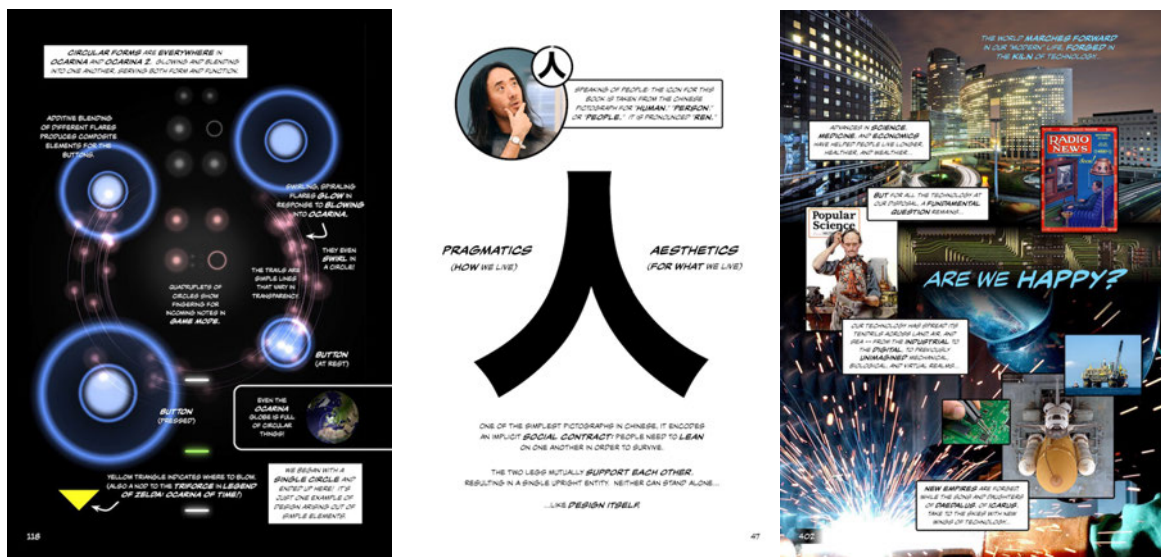 CIRCULAR FORMS ARE EVERYWHERE IN
OCARINA AND OCARINA 2. GLOWING AND BLENDING
INTO ONE ANOTHER, SERVING BOTH FORM AND FUNCTION.
ADDITIVE BLENDING
OF DIFFERENT FLARES
PRODUCES COMPOSITE
ELEMENTS FOR THE
BUTTONS.
SWIRLING, SPIRALING
FLARES GLOW IN
RESPONSE TO BLOWING
INTO OCARINA.
THEY EVEN
SWIRL IN
A CIRCLE!
THE TRAILS ARE
SIMPLE LINES
THAT VARY IN
TRANSPARENCY.
QUADRUPLETS OF
CIRCLES SHOW
FINGERING FOR
INCOMING NOTES IN
GAME MODE.
BUTTON
(AT REST)
BUTTON
(PRESSED)
EVEN THE
OCARINA
GLOBE IS FULL
OF CIRCULAR
THINGS!
YELLOW TRIANGLE INDICATES WHERE TO BLOW.
(ALSO A NOD TO THE TRIFORCE IN LEGEND
OF ZELDA: OCARINA OF TIME!)
WE BEGAN WITH A
SINGLE CIRCLE AND
ENDED UP HERE! IT'S
JUST ONE EXAMPLE OF
DESIGN ARISING OUT OF
SIMPLE ELEMENTS.
118
人
SPEAKING OF PEOPLE: THE ICON FOR THIS
BOOK IS TAKEN FROM THE CHINESE
PICTOGRAPH FOR "HUMAN," "PERSON,"
OR "PEOPLE." IT IS PRONOUNCED "REN."
人
PRAGMATICS
(HOW WE LIVE)
AESTHETICS
(FOR WHAT WE LIVE)
ONE OF THE SIMPLEST PICTOGRAPHS IN CHINESE, IT ENCODES
AN IMPLICIT SOCIAL CONTRACT: PEOPLE NEED TO LEAN
ON ONE ANOTHER IN ORDER TO SURVIVE.
THE TWO LEGS MUTUALLY SUPPORT EACH OTHER,
RESULTING IN A SINGLE UPRIGHT ENTITY. NEITHER CAN STAND ALONE...
...LIKE DESIGN ITSELF.
47
THE WORLD MARCHES FORWARD
IN OUR "MODERN" LIFE, FORGED IN
THE KILN OF TECHNOLOGY...
ADVANCES IN SCIENCE,
MEDICINE, AND ECONOMICS
HAVE HELPED PEOPLE LIVE LONGER,
HEALTHIER, AND WEALTHIER...
RADIO
NEWS
BUT FOR ALL THE TECHNOLOGY AT
OUR DISPOSAL, A FUNDAMENTAL
QUESTION REMAINS...
Popular
Science
ARE WE HAPPY?
OUR TECHNOLOGY HAS SPREAD ITS
TENDRILS ACROSS LAND, AIR, AND
SEA -- FROM THE INDUSTRIAL TO
THE DIGITAL, TO PREVIOUSLY
UNIMAGINED MECHANICAL,
BIOLOGICAL, AND VIRTUAL REALMS...
NEW EMPIRES ARE FORGED
WHILE THE SONS AND DAUGHTERS
OF DAEDALUS, OF ICARUS,
TAKE TO THE SKIES WITH NEW
WINGS OF TECHNOLOGY...
402